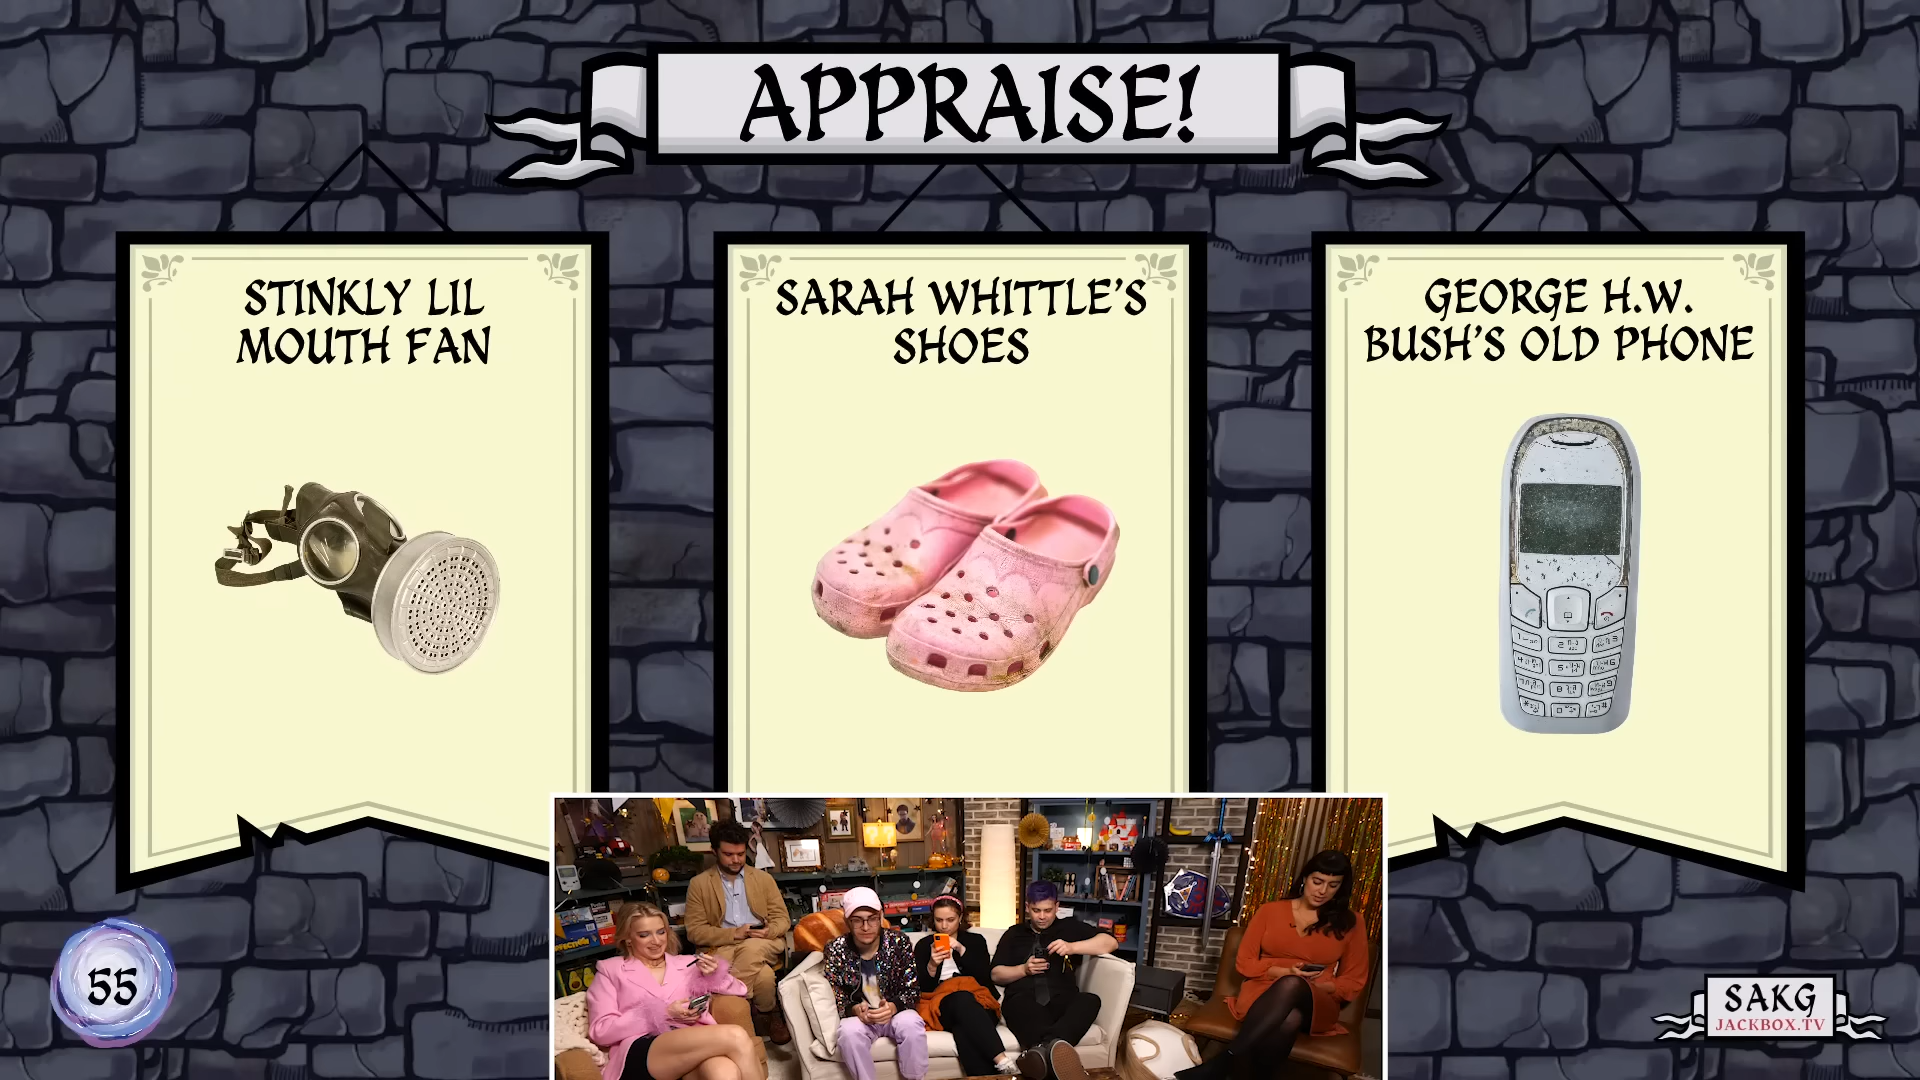 APPRAISE!
STINKLY LIL
MOUTH FAN
SARAH WHITTLE'S
SHOES
GEORGE H.W.
BUSH'S OLD PHONE
55
SAKG
JACKBOX.TV